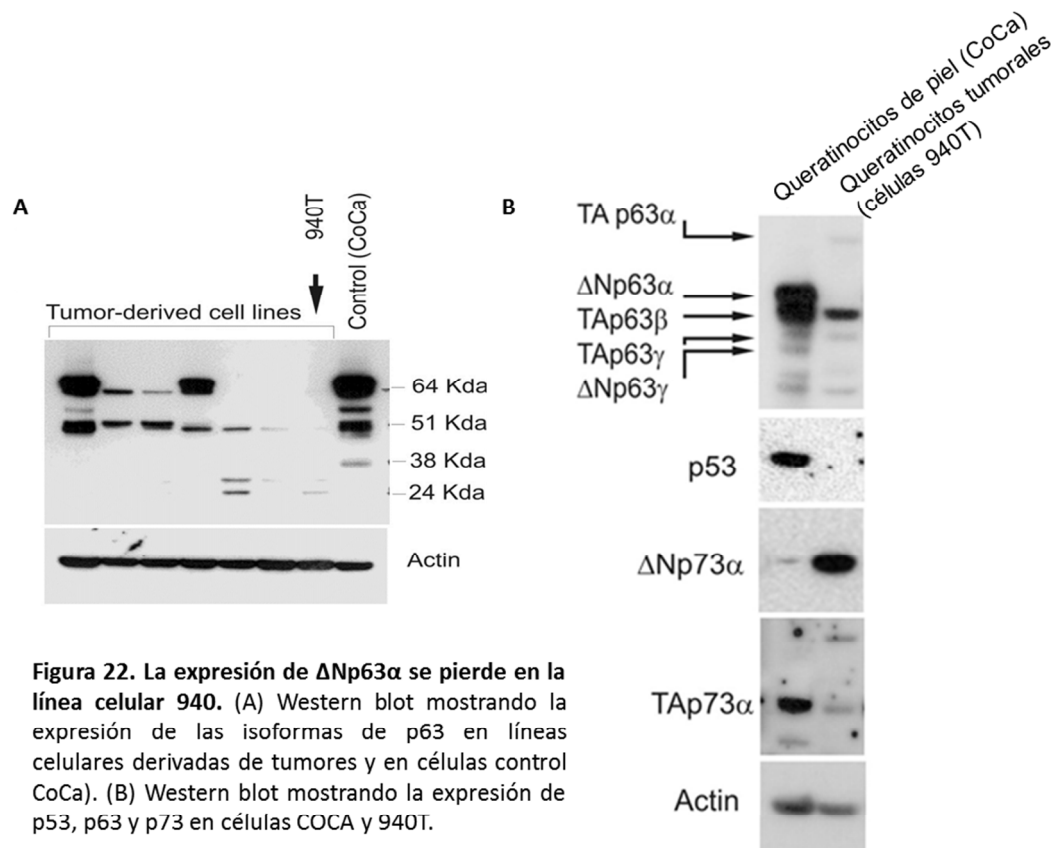 A
Tumor-derived cell lines
940T
Control (CoCa)
64 Kda
51 Kda
38 Kda
24 Kda
Actin
B
Queratinocitos de piel (CoCa)
Queratinocitos tumorales
(células 940T)
TA p63α
ΔNp63α
TAp63β
TAp63γ
ΔNp63γ
p53
ΔNp73α
TAp73α
Actin
Figura 22. La expresión de ΔNp63α se pierde en la
línea celular 940. (A) Western blot mostrando la
expresión de las isoformas de p63 en líneas
celulares derivadas de tumores y en células control
CoCa). (B) Western blot mostrando la expresión de
p53, p63 y p73 en células COCA y 940T.